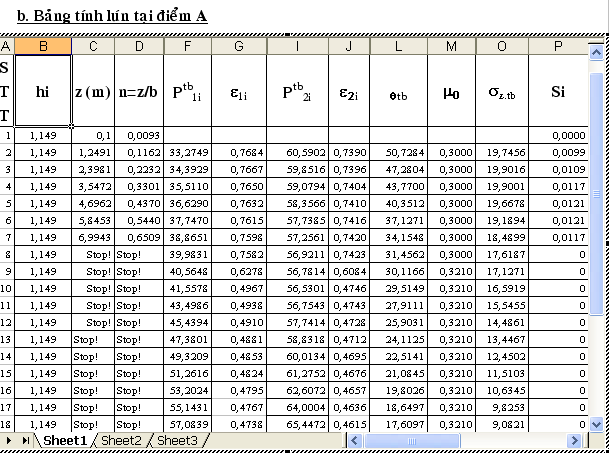 b. Bảng tính lún tại điểm A
A B C D F G I J L M O P
S T T hi z (m) n=z/b P^tb_1i ε1i P^tb_2i ε2i θtb μ0 σz.tb Si
1 1,149 0,1 0,0093 0,0000
2 1,149 1,2491 0,1162 33,2749 0,7684 60,5902 0,7390 50,7284 0,3000 19,7456 0,0099
3 1,149 2,3981 0,2232 34,3929 0,7667 59,8516 0,7396 47,2804 0,3000 19,9016 0,0109
4 1,149 3,5472 0,3301 35,5110 0,7650 59,0794 0,7404 43,7700 0,3000 19,9001 0,0117
5 1,149 4,6962 0,4370 36,6290 0,7632 58,3566 0,7410 40,3512 0,3000 19,6678 0,0121
6 1,149 5,8453 0,5440 37,7470 0,7615 57,7385 0,7416 37,1271 0,3000 19,1894 0,0121
7 1,149 6,9943 0,6509 38,8651 0,7598 57,2561 0,7420 34,1548 0,3000 18,4899 0,0117
8 1,149 Stop! Stop! 39,9831 0,7582 56,9211 0,7423 31,4562 0,3000 17,6187 0
9 1,149 Stop! Stop! 40,5648 0,6278 56,7814 0,6084 30,1166 0,3210 17,1271 0
10 1,149 Stop! Stop! 41,5578 0,4967 56,5301 0,4746 29,5149 0,3210 16,5919 0
11 1,149 Stop! Stop! 43,4986 0,4938 56,7543 0,4743 27,9111 0,3210 15,5455 0
12 1,149 Stop! Stop! 45,4394 0,4910 57,7414 0,4728 25,9031 0,3210 14,4861 0
13 1,149 Stop! Stop! 47,3801 0,4881 58,8318 0,4712 24,1125 0,3210 13,4467 0
14 1,149 Stop! Stop! 49,3209 0,4853 60,0134 0,4695 22,5141 0,3210 12,4502 0
15 1,149 Stop! Stop! 51,2616 0,4824 61,2752 0,4676 21,0845 0,3210 11,5103 0
16 1,149 Stop! Stop! 53,2024 0,4795 62,6072 0,4657 19,8026 0,3210 10,6345 0
17 1,149 Stop! Stop! 55,1431 0,4767 64,0004 0,4636 18,6497 0,3210 9,8253 0
18 1,149 Stop! Stop! 57,0839 0,4738 65,4472 0,4615 17,6097 0,3210 9,0821 0
Sheet1 Sheet2 Sheet3